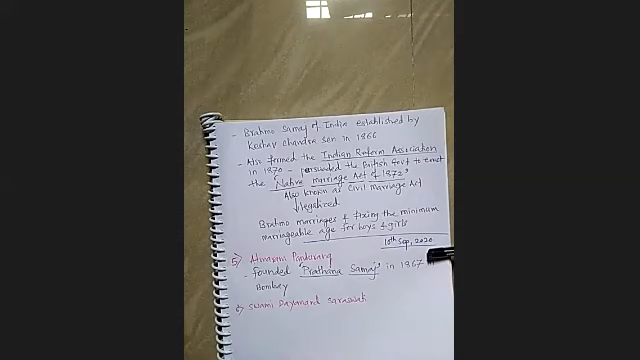 - Brahmo Samaj of India established by
Keshav Chandra Sen in 1866
- Also formed the Indian Reform Association
in 1870 - persuaded the British Govt to enact
the "Native marriage Act of 1872"
Also known as Civil Marriage Act
↓legalized
Brahmo marriages & fixing the minimum
marriageable age for boys & girls
10th Sep, 2020
5) Atmaram Pandurang
- founded "Prathana Samaj" in 1867
Bombay
6) Swami Dayanand Saraswati